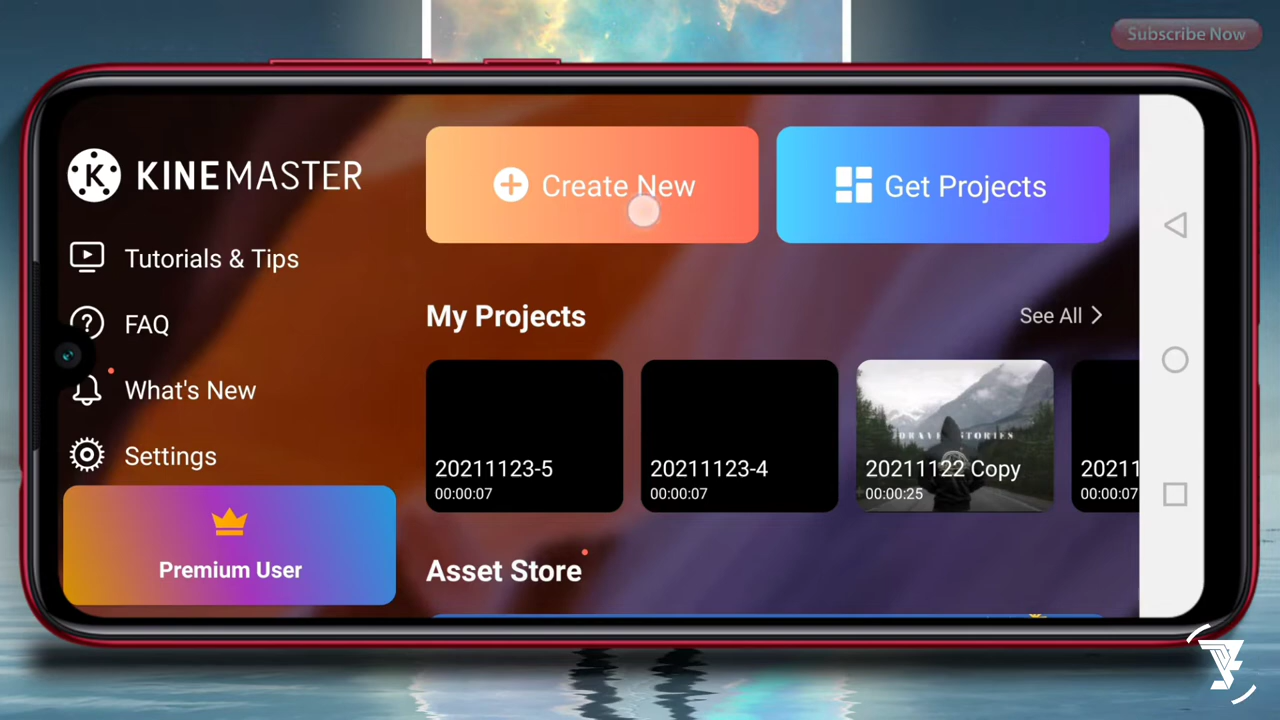 Subscribe Now
KINEMASTER
Tutorials & Tips
FAQ
What's New
Settings
Premium User
Create New
Get Projects
My Projects
See All
20211123-5
00:00:07
20211123-4
00:00:07
STORIES
20211122 Copy
00:00:25
20211
00:00:07
Asset Store